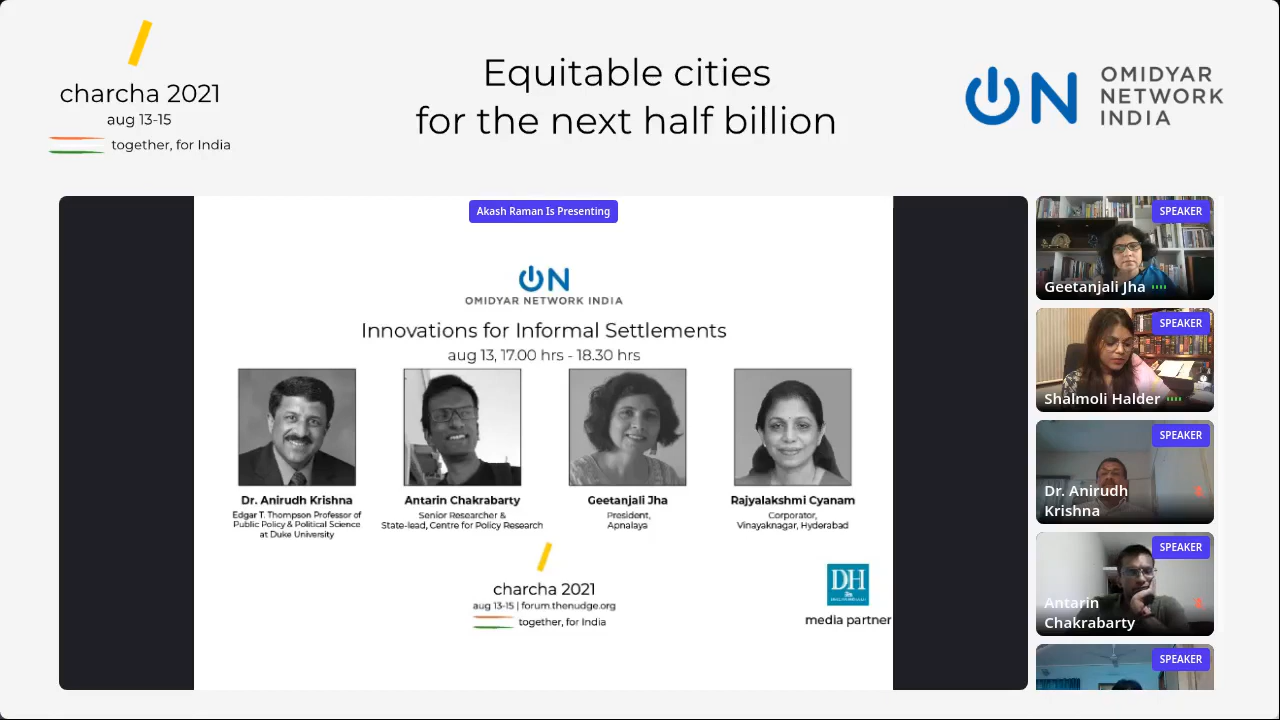 charcha 2021
aug 13-15
together, for India
Equitable cities
for the next half billion
ON
OMIDYAR
NETWORK
INDIA
Akash Raman Is Presenting
ON
OMIDYAR NETWORK INDIA
Innovations for Informal Settlements
aug 13, 17.00 hrs - 18.30 hrs
Dr. Anirudh Krishna
Edgar T. Thompson Professor of
Public Policy & Political Science
at Duke University
Antarin Chakrabarty
Senior Researcher &
State-lead, Centre for Policy Research
Geetanjali Jha
President,
Apnalaya
Rajyalakshmi Cyanam
Corporator,
Vinayaknagar, Hyderabad
charcha 2021
aug 13-15 | forum.thenudge.org
together, for India
DH
media partner
SPEAKER
Geetanjali Jha
SPEAKER
Shalmoli Halder
SPEAKER
Dr. Anirudh
Krishna
SPEAKER
Antarin
Chakrabarty
SPEAKER